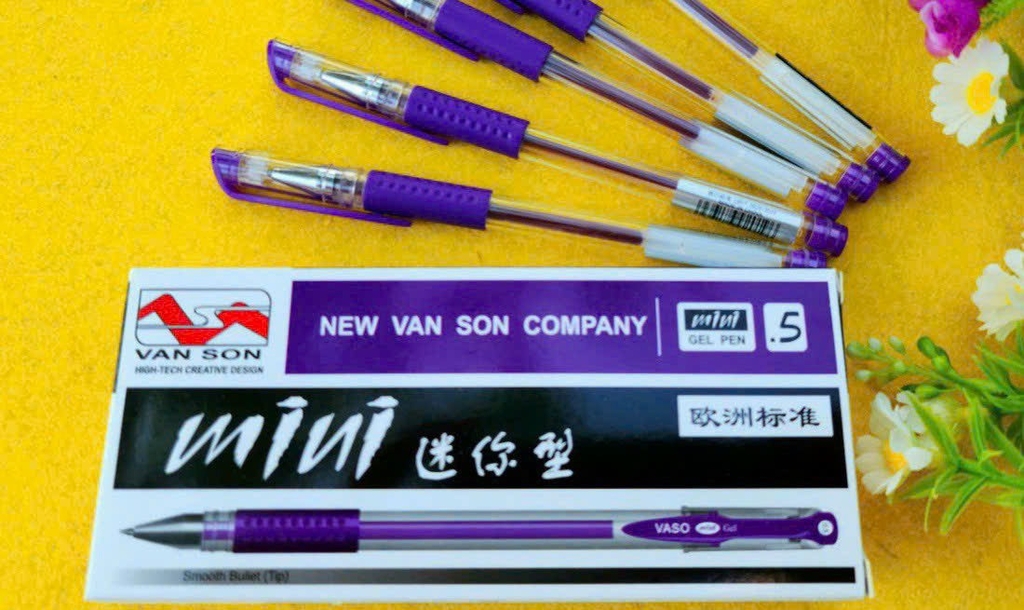 VAN SON
HIGH-TECH CREATIVE DESIGN
NEW VAN SON COMPANY
mini
GEL PEN
.5
mini 迷你型
欧洲标准
VASO mini Gel
Smooth Bullet (Tip)